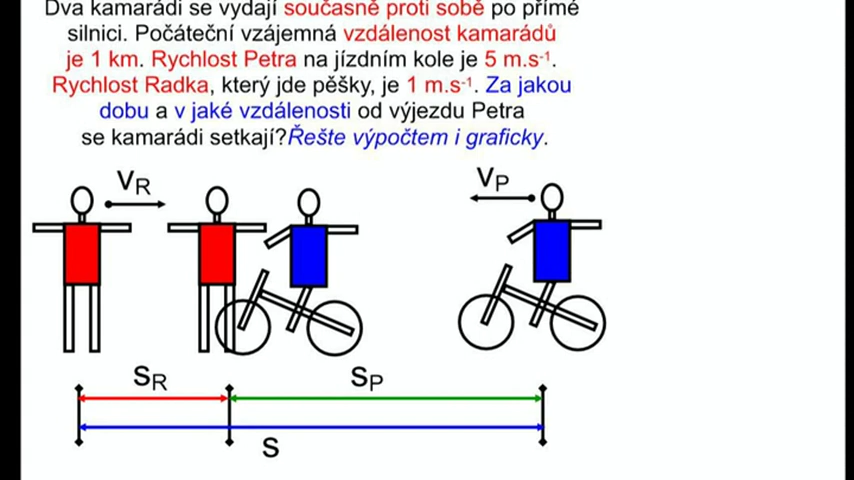 Dva kamarádi se vydají současně proti sobě po přímé
silnici. Počáteční vzájemná vzdálenost kamarádů
je 1 km. Rychlost Petra na jízdním kole je 5 m.s-1.
Rychlost Radka, který jde pěšky, je 1 m.s-1. Za jakou
dobu a v jaké vzdálenosti od výjezdu Petra
se kamarádi setkají?Řešte výpočtem i graficky.
vR
vP
sR
sP
s